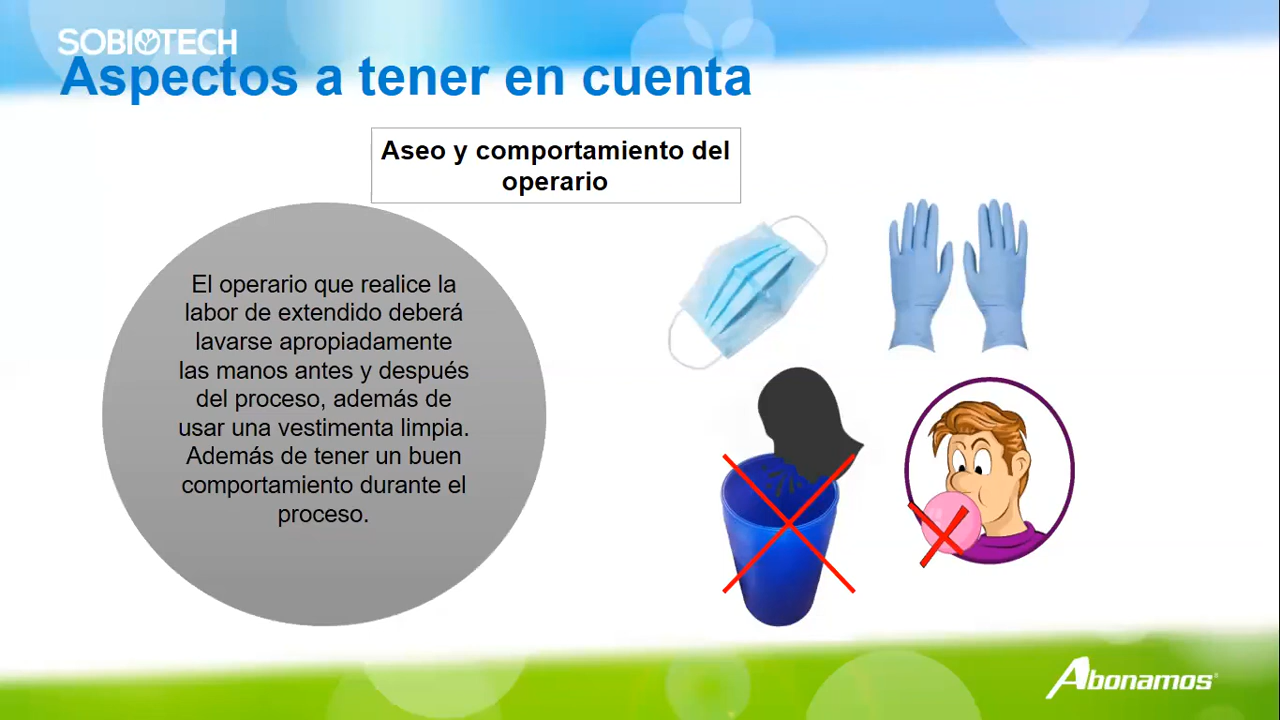 SOBIOTECH
Aspectos a tener en cuenta
Aseo y comportamiento del
operario
El operario que realice la
labor de extendido deberá
lavarse apropiadamente
las manos antes y después
del proceso, además de
usar una vestimenta limpia.
Además de tener un buen
comportamiento durante el
proceso.
Abonamos